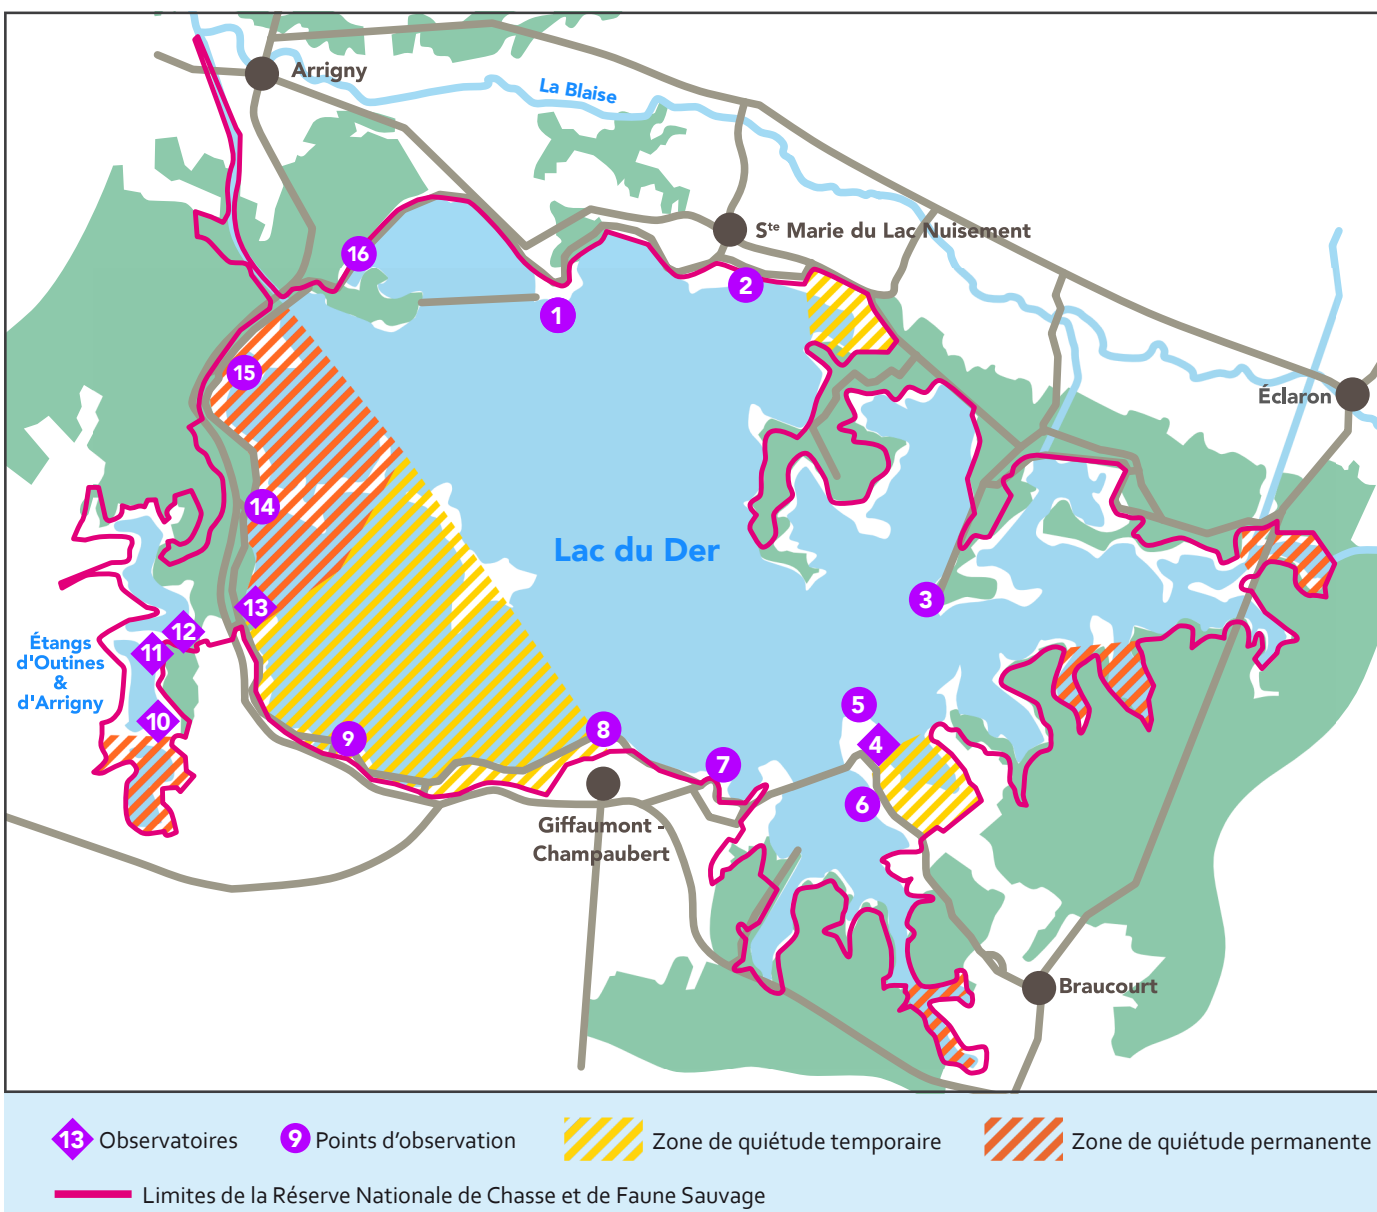 Arrigny
La Blaise
Ste Marie du Lac Nuisement
16
2
1
15
Éclaron
14
Lac du Der
3
13
12
Étangs
d'Outines
&
d'Arrigny
11
10
5
8
9
4
7
6
Giffaumont -
Champaubert
Braucourt
13 Observatoires
9 Points d'observation
Zone de quiétude temporaire
Zone de quiétude permanente
Limites de la Réserve Nationale de Chasse et de Faune Sauvage